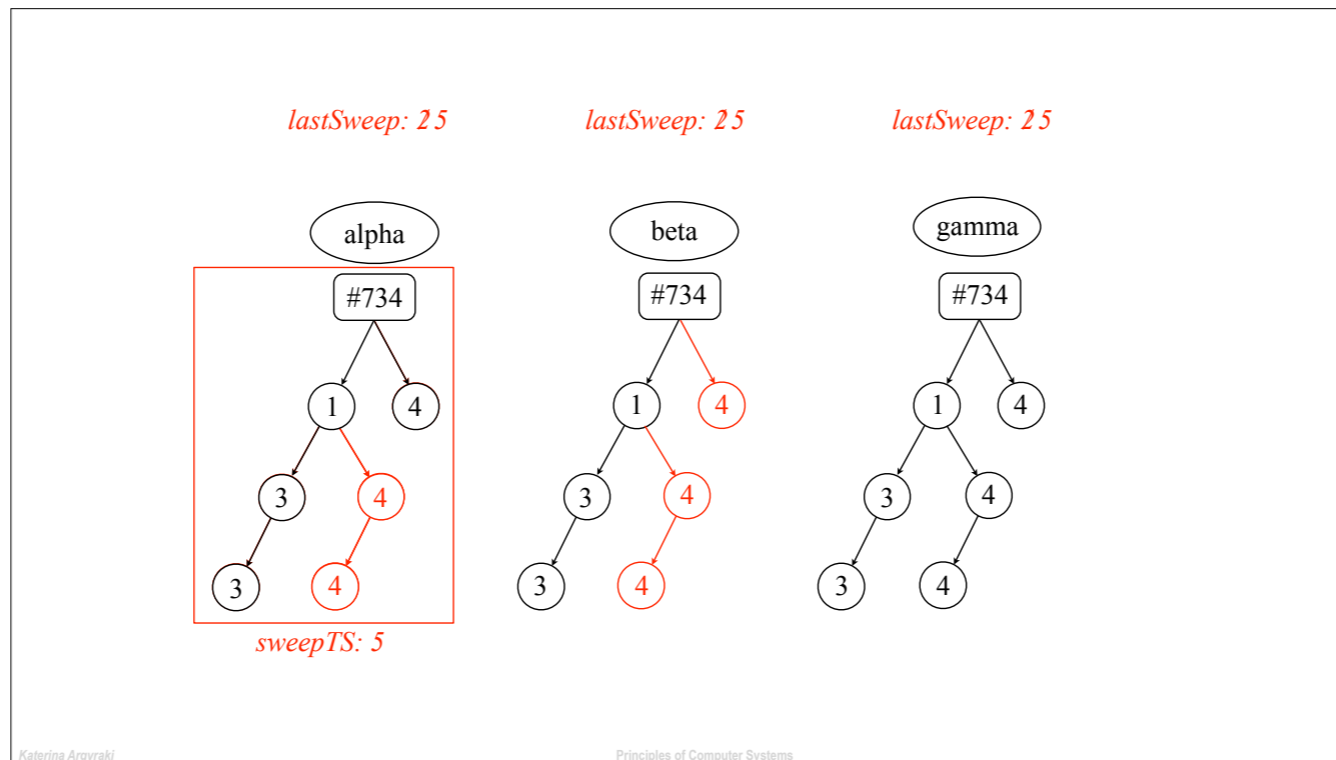 lastSweep: 25 lastSweep: 25 lastSweep: 25
alpha beta gamma
#734 #734 #734
1 4 1 4 1 4
3 4 3 4 3 4
3 4 3 4 3 4
sweepTS: 5
Katerina Argyraki Principles of Computer Systems